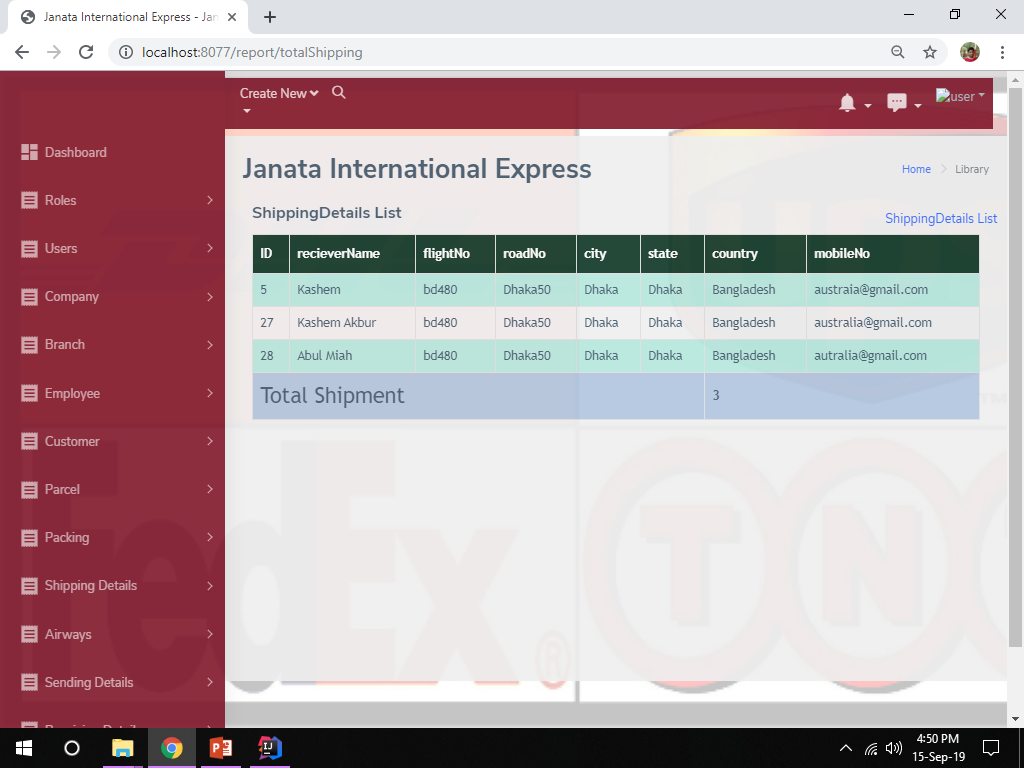 Janata International Express - Jan
localhost:8077/report/totalShipping
Create New
user
Dashboard
Roles
Users
Company
Branch
Employee
Customer
Parcel
Packing
Shipping Details
Airways
Sending Details
Janata International Express
Home > Library
ShippingDetails List
ShippingDetails List
ID recieverName flightNo roadNo city state country mobileNo
5 Kashem bd480 Dhaka50 Dhaka Dhaka Bangladesh austraia@gmail.com
27 Kashem Akbur bd480 Dhaka50 Dhaka Dhaka Bangladesh australia@gmail.com
28 Abul Miah bd480 Dhaka50 Dhaka Dhaka Bangladesh autralia@gmail.com
Total Shipment 3
FedEx®
TN
4:50 PM
15-Sep-19